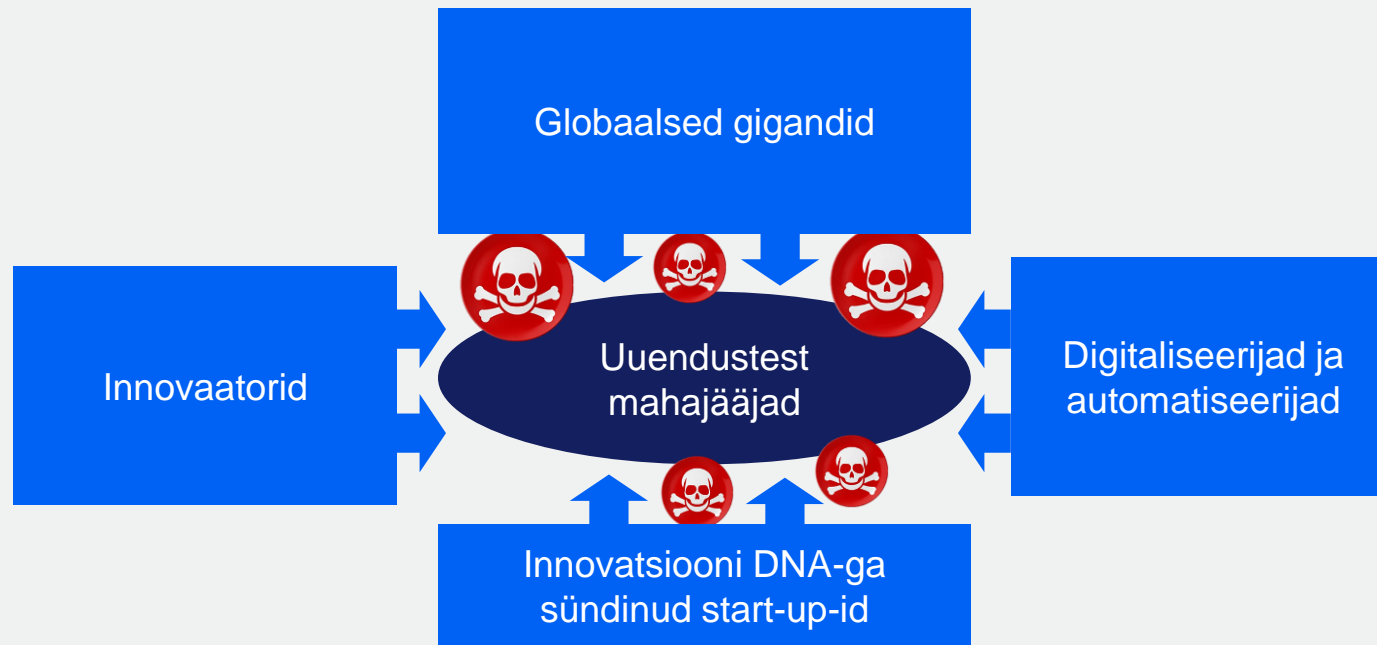 Globaalsed gigandid
Innovaatorid
Uuendustest
mahajääjad
Digitaliseerijad ja
automatiseerijad
Innovatsiooni DNA-ga
sündinud start-up-id